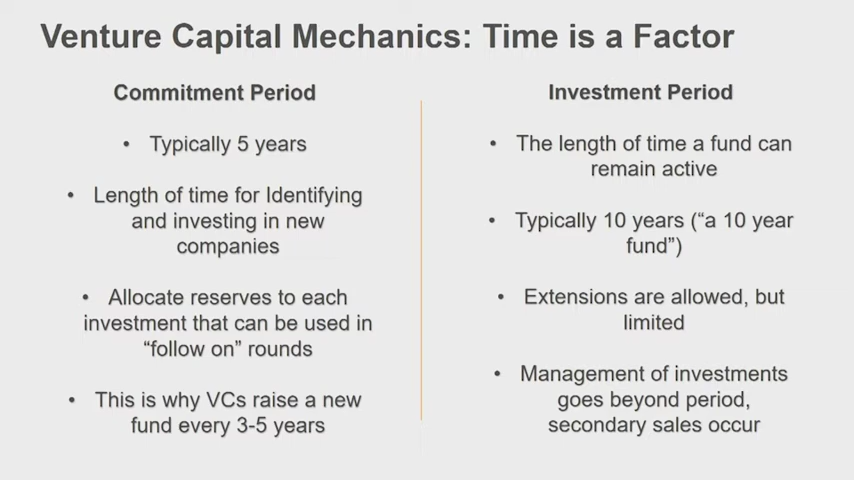 Venture Capital Mechanics: Time is a Factor
Commitment Period
• Typically 5 years
• Length of time for Identifying
and investing in new
companies
• Allocate reserves to each
investment that can be used in
“follow on” rounds
• This is why VCs raise a new
fund every 3-5 years
Investment Period
• The length of time a fund can
remain active
• Typically 10 years (“a 10 year
fund”)
• Extensions are allowed, but
limited
• Management of investments
goes beyond period,
secondary sales occur